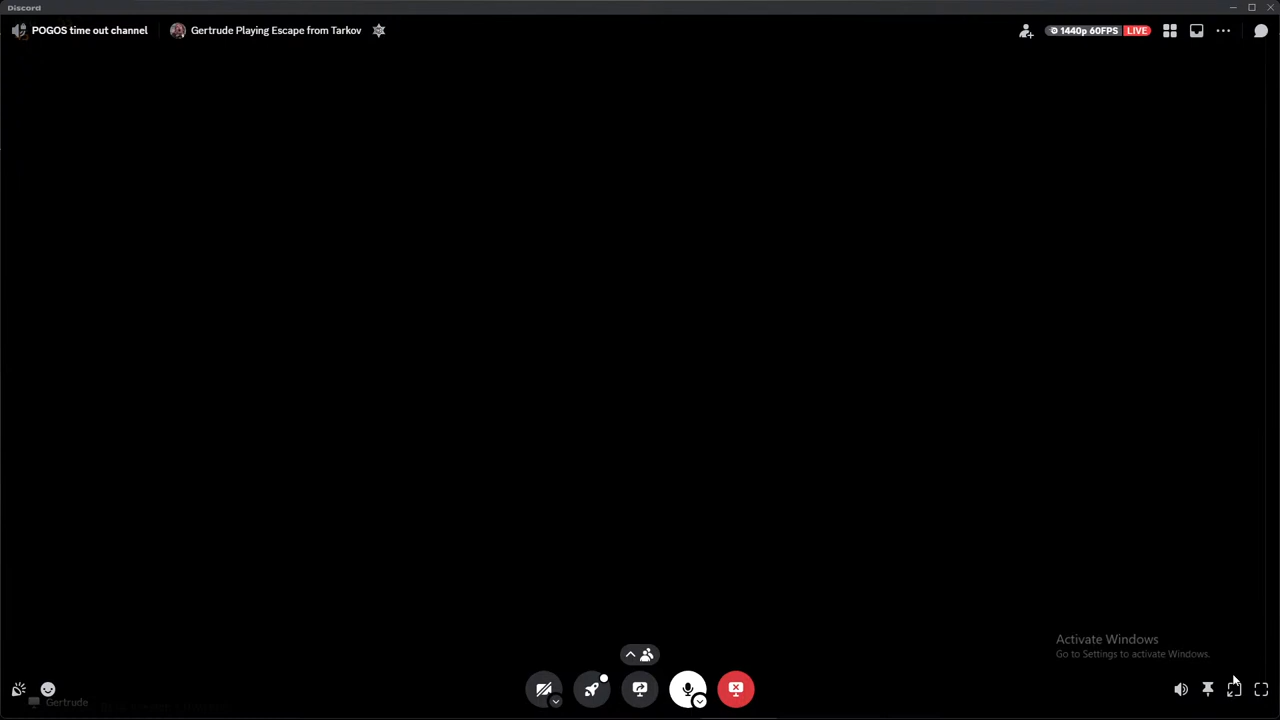 Discord
POGOS time out channel
Gertrude Playing Escape from Tarkov
1440p 60FPS LIVE
Activate Windows
Go to Settings to activate Windows.
Gertrude